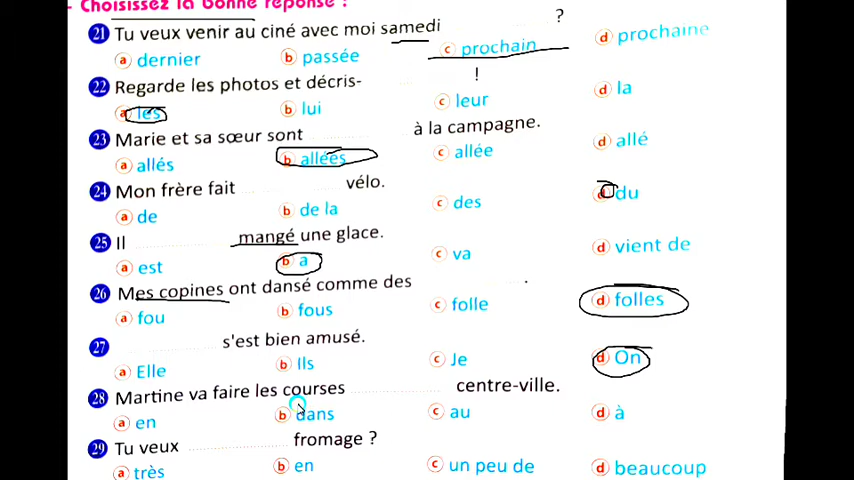 - Choisissez la bonne réponse :
21 Tu veux venir au ciné avec moi samedi ?
a dernier b passée c prochain d prochaine
22 Regarde les photos et décris- !
a les b lui c leur d la
23 Marie et sa sœur sont à la campagne.
a allés b allées c allée d allé
24 Mon frère fait vélo.
a de b de la c des d du
25 Il mangé une glace.
a est b a c va d vient de
26 Mes copines ont dansé comme des .
a fou b fous c folle d folles
27 s'est bien amusé.
a Elle b Ils c Je d On
28 Martine va faire les courses centre-ville.
a en b dans c au d à
29 Tu veux fromage ?
a très b en c un peu de d beaucoup